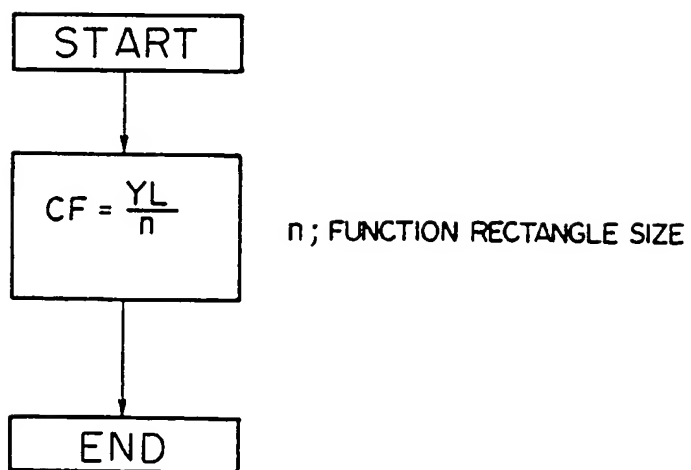 START
CF = YL/n
n; FUNCTION RECTANGLE SIZE
END